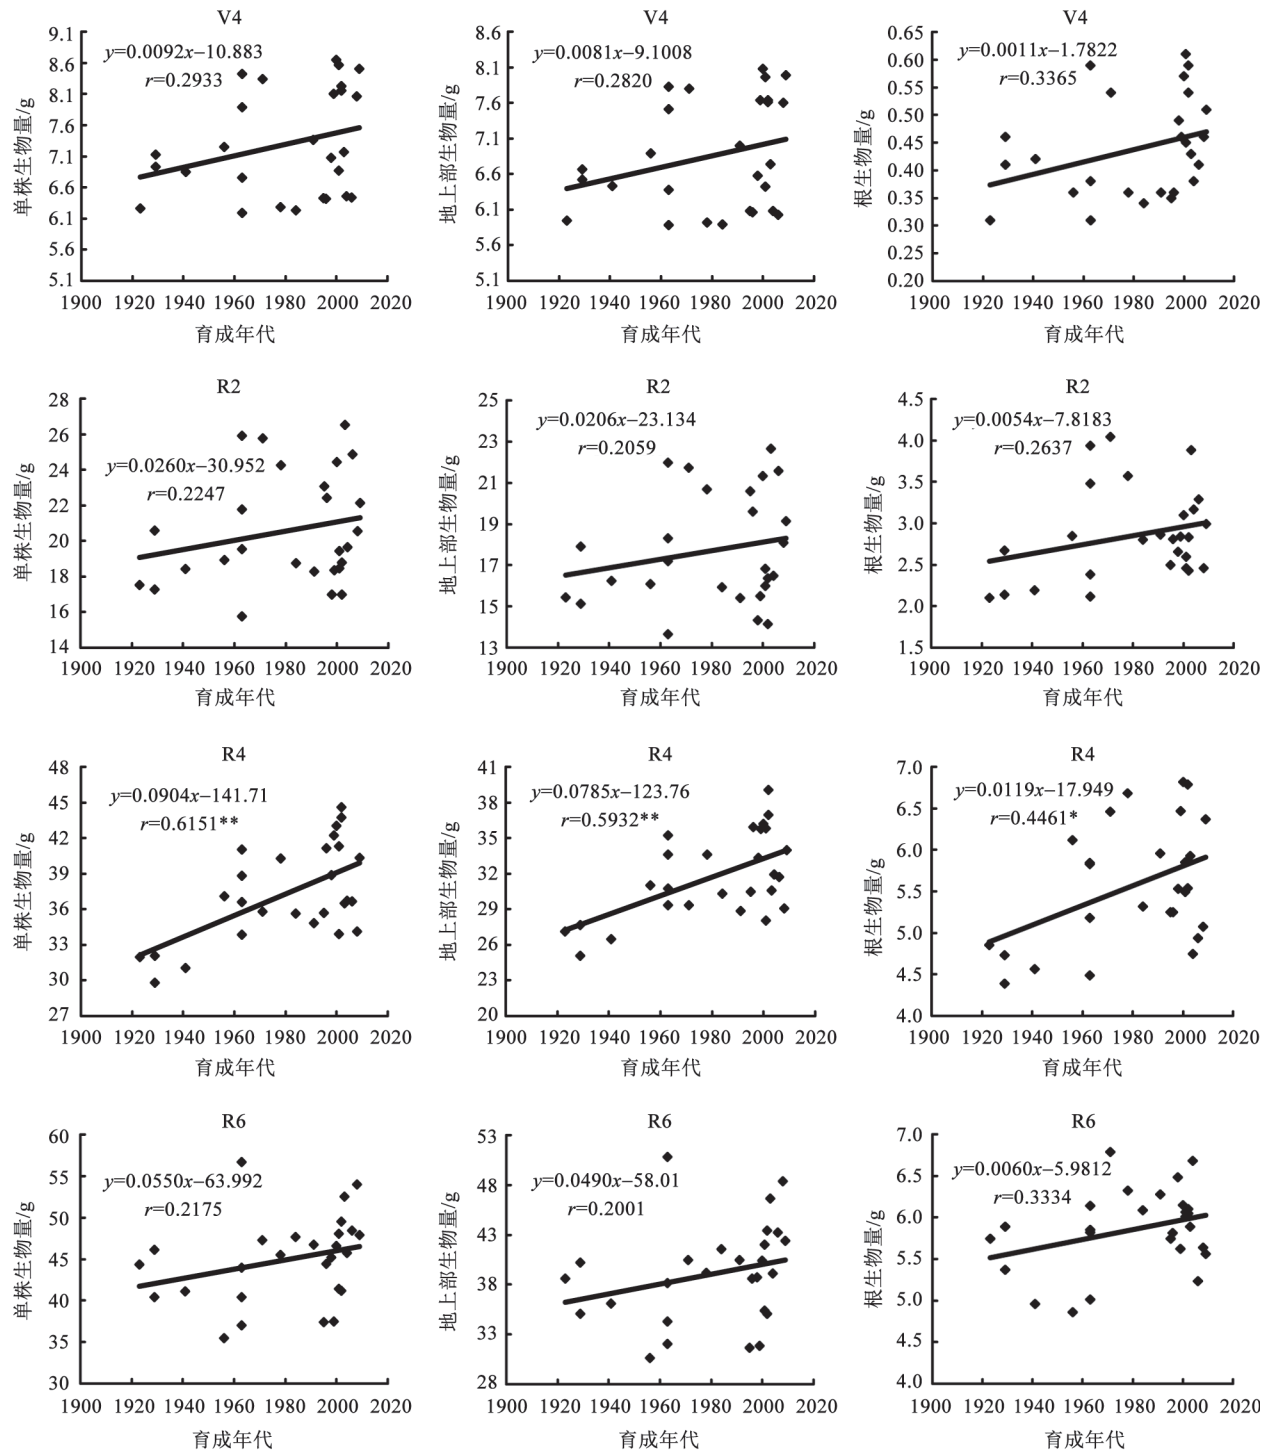 V4
9.1
8.6
8.1
7.6
7.1
6.6
6.1
5.6
5.1
单株生物量/g
y=0.0092x−10.883
r=0.2933
1900 1920 1940 1960 1980 2000 2020
育成年代
V4
8.6
8.1
7.6
7.1
6.6
6.1
5.6
5.1
地上部生物量/g
y=0.0081x−9.1008
r=0.2820
1900 1920 1940 1960 1980 2000 2020
育成年代
V4
0.65
0.60
0.55
0.50
0.45
0.40
0.35
0.30
0.25
0.20
根生物量/g
y=0.0011x−1.7822
r=0.3365
1900 1920 1940 1960 1980 2000 2020
育成年代
R2
28
26
24
22
20
18
16
14
单株生物量/g
y=0.0260x−30.952
r=0.2247
1900 1920 1940 1960 1980 2000 2020
育成年代
R2
25
23
21
19
17
15
13
地上部生物量/g
y=0.0206x−23.134
r=0.2059
1900 1920 1940 1960 1980 2000 2020
育成年代
R2
4.5
4.0
3.5
3.0
2.5
2.0
1.5
根生物量/g
y=0.0054x−7.8183
r=0.2637
1900 1920 1940 1960 1980 2000 2020
育成年代
R4
48
45
42
39
36
33
30
27
单株生物量/g
y=0.0904x−141.71
r=0.6151**
1900 1920 1940 1960 1980 2000 2020
育成年代
R4
41
38
35
32
29
26
23
20
地上部生物量/g
y=0.0785x−123.76
r=0.5932**
1900 1920 1940 1960 1980 2000 2020
育成年代
R4
7.0
6.5
6.0
5.5
5.0
4.5
4.0
根生物量/g
y=0.0119x−17.949
r=0.4461*
1900 1920 1940 1960 1980 2000 2020
育成年代
R6
60
55
50
45
40
35
30
单株生物量/g
y=0.0550x−63.992
r=0.2175
1900 1920 1940 1960 1980 2000 2020
育成年代
R6
53
48
43
38
33
28
地上部生物量/g
y=0.0490x−58.01
r=0.2001
1900 1920 1940 1960 1980 2000 2020
育成年代
R6
7.0
6.5
6.0
5.5
5.0
4.5
4.0
根生物量/g
y=0.0060x−5.9812
r=0.3334
1900 1920 1940 1960 1980 2000 2020
育成年代